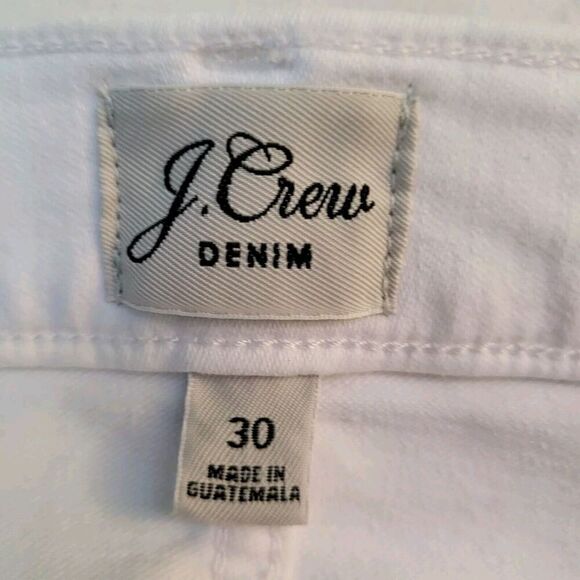 J.Crew
DENIM
30
MADE IN
GUATEMALA